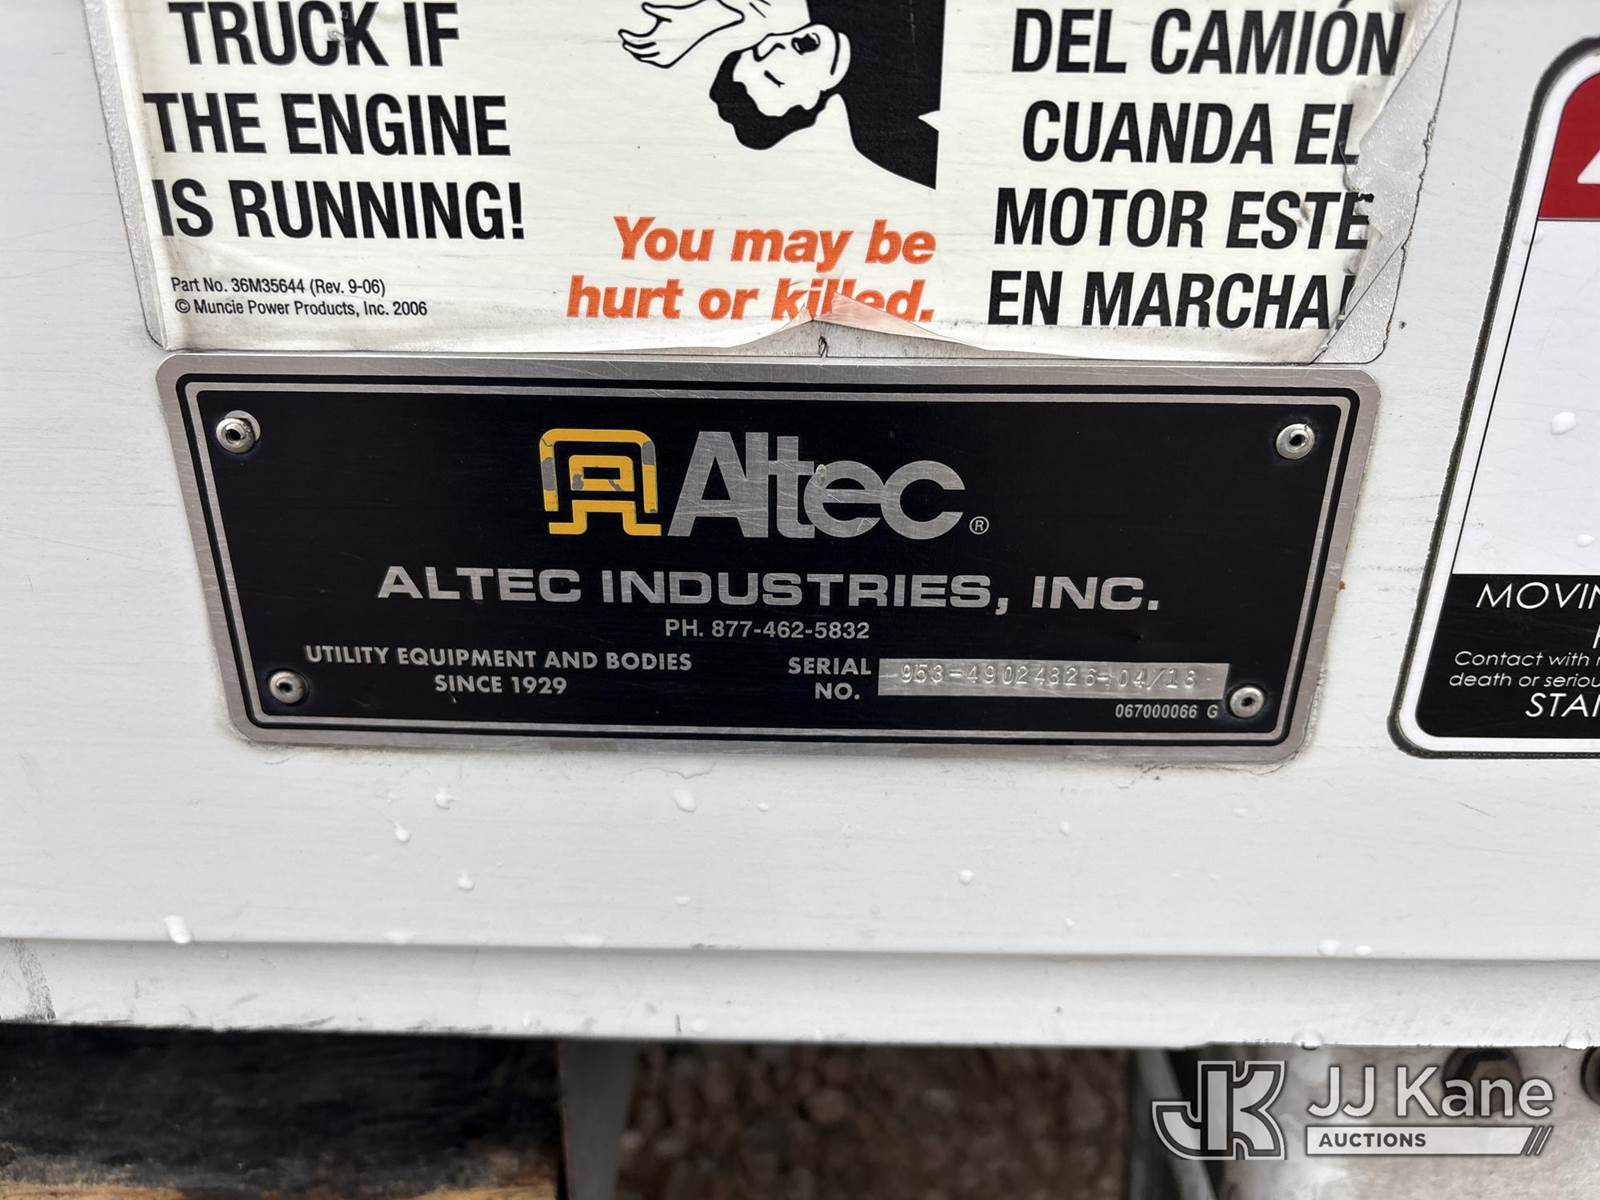 TRUCK IF
THE ENGINE
IS RUNNING!
Part No. 36M35644 (Rev. 9-06)
© Muncie Power Products, Inc. 2006
You may be
hurt or killed.
DEL CAMIÓN
CUANDA EL
MOTOR ESTE
EN MARCHA!
Altec®
ALTEC INDUSTRIES, INC.
PH. 877-462-5832
UTILITY EQUIPMENT AND BODIES
SINCE 1929
SERIAL
NO.
953-49024326-04/18
067000066 G
Contact with
death or
JJ Kane
AUCTIONS